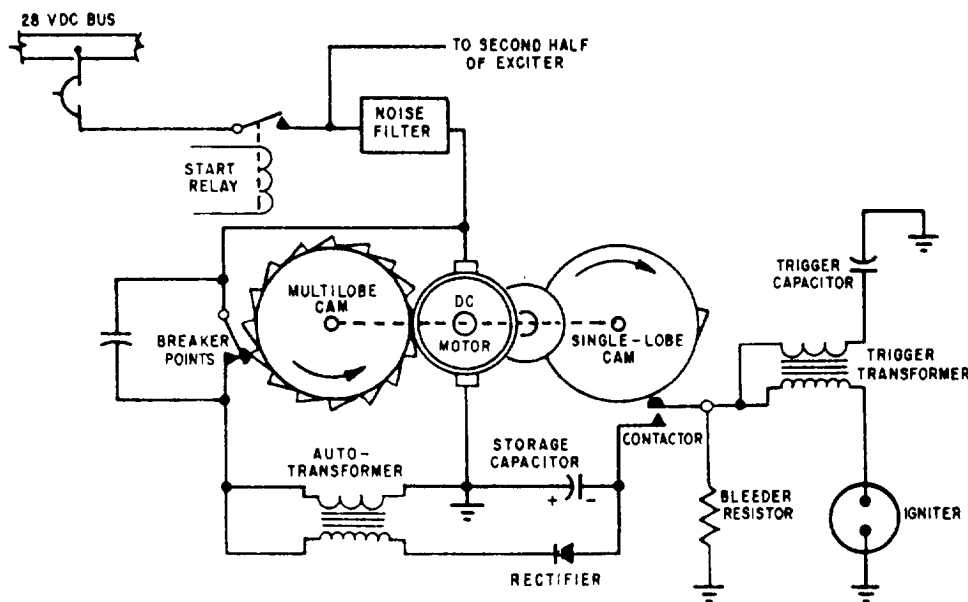 28 VDC BUS
TO SECOND HALF
OF EXCITER
NOISE
FILTER
START
RELAY
MULTILOBE
CAM
DC
MOTOR
SINGLE-LOBE
CAM
BREAKER
POINTS
TRIGGER
CAPACITOR
TRIGGER
TRANSFORMER
CONTACTOR
AUTO-
TRANSFORMER
STORAGE
CAPACITOR
+ -
BLEEDER
RESISTOR
IGNITER
RECTIFIER